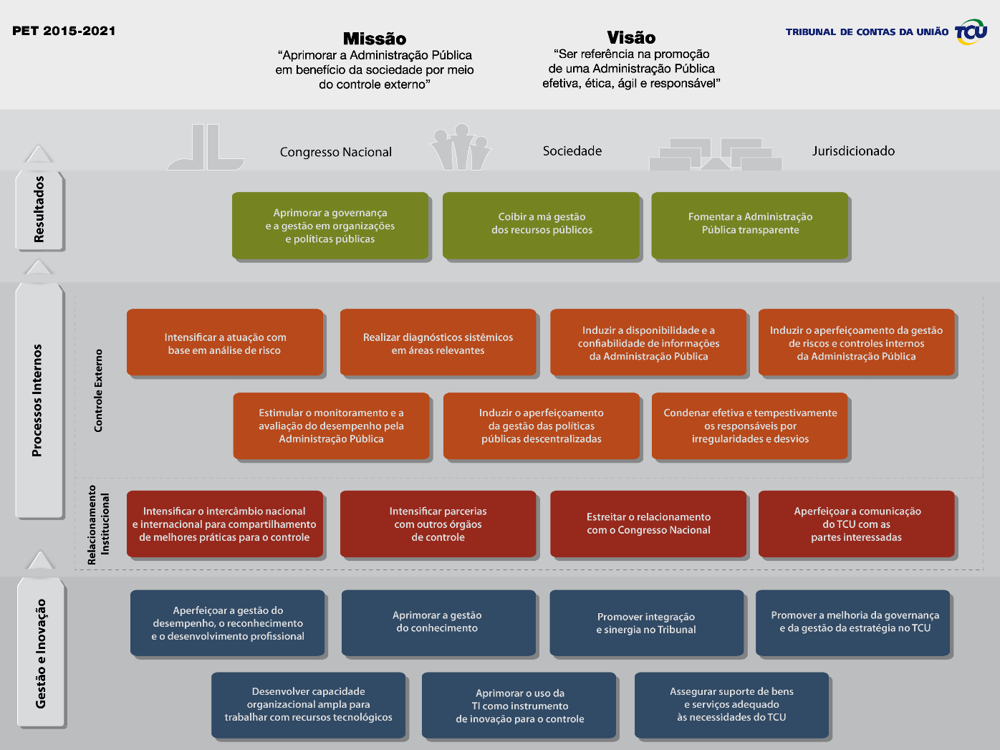 PET 2015-2021
Missão
“Aprimorar a Administração Pública
em benefício da sociedade por meio
do controle externo”
Visão
“Ser referência na promoção
de uma Administração Pública
efetiva, ética, ágil e responsável”
TRIBUNAL DE CONTAS DA UNIÃO TCU
Congresso Nacional
Sociedade
Jurisdicionado
Resultados
Aprimorar a governança
e a gestão em organizações
e políticas públicas
Coibir a má gestão
dos recursos públicos
Fomentar a Administração
Pública transparente
Processos Internos
Controle Externo
Intensificar a atuação com
base em análise de risco
Realizar diagnósticos sistêmicos
em áreas relevantes
Induzir a disponibilidade e a
confiabilidade de informações
da Administração Pública
Induzir o aperfeiçoamento da gestão
de riscos e controles internos
da Administração Pública
Estimular o monitoramento e a
avaliação do desempenho pela
Administração Pública
Induzir o aperfeiçoamento
da gestão das políticas
públicas descentralizadas
Condenar efetiva e tempestivamente
os responsáveis por
irregularidades e desvios
Relacionamento
Institucional
Intensificar o intercâmbio nacional
e internacional para compartilhamento
de melhores práticas para o controle
Intensificar parcerias
com outros órgãos
de controle
Estreitar o relacionamento
com o Congresso Nacional
Aperfeiçoar a comunicação
do TCU com as
partes interessadas
Gestão e Inovação
Aperfeiçoar a gestão do
desempenho, o reconhecimento
e o desenvolvimento profissional
Aprimorar a gestão
do conhecimento
Promover integração
e sinergia no Tribunal
Promover a melhoria da governança
e da gestão da estratégia no TCU
Desenvolver capacidade
organizacional ampla para
trabalhar com recursos tecnológicos
Aprimorar o uso da
TI como instrumento
de inovação para o controle
Assegurar suporte de bens
e serviços adequado
às necessidades do TCU